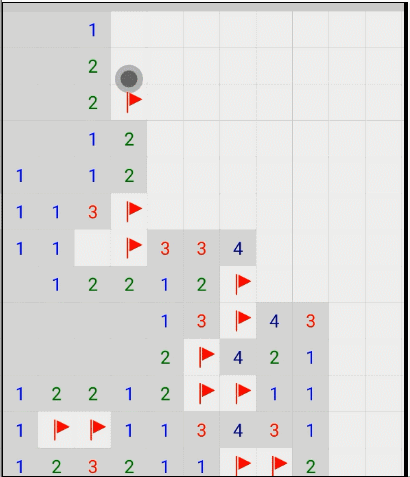 1
2
2
1 2
1 1 2
1 1 3
1 1 3 3 4
1 2 2 1 2
1 3 4 3
2 4 2 1
1 2 2 1 2 1 1
1 1 1 3 4 3 1
1 2 3 2 1 1 2